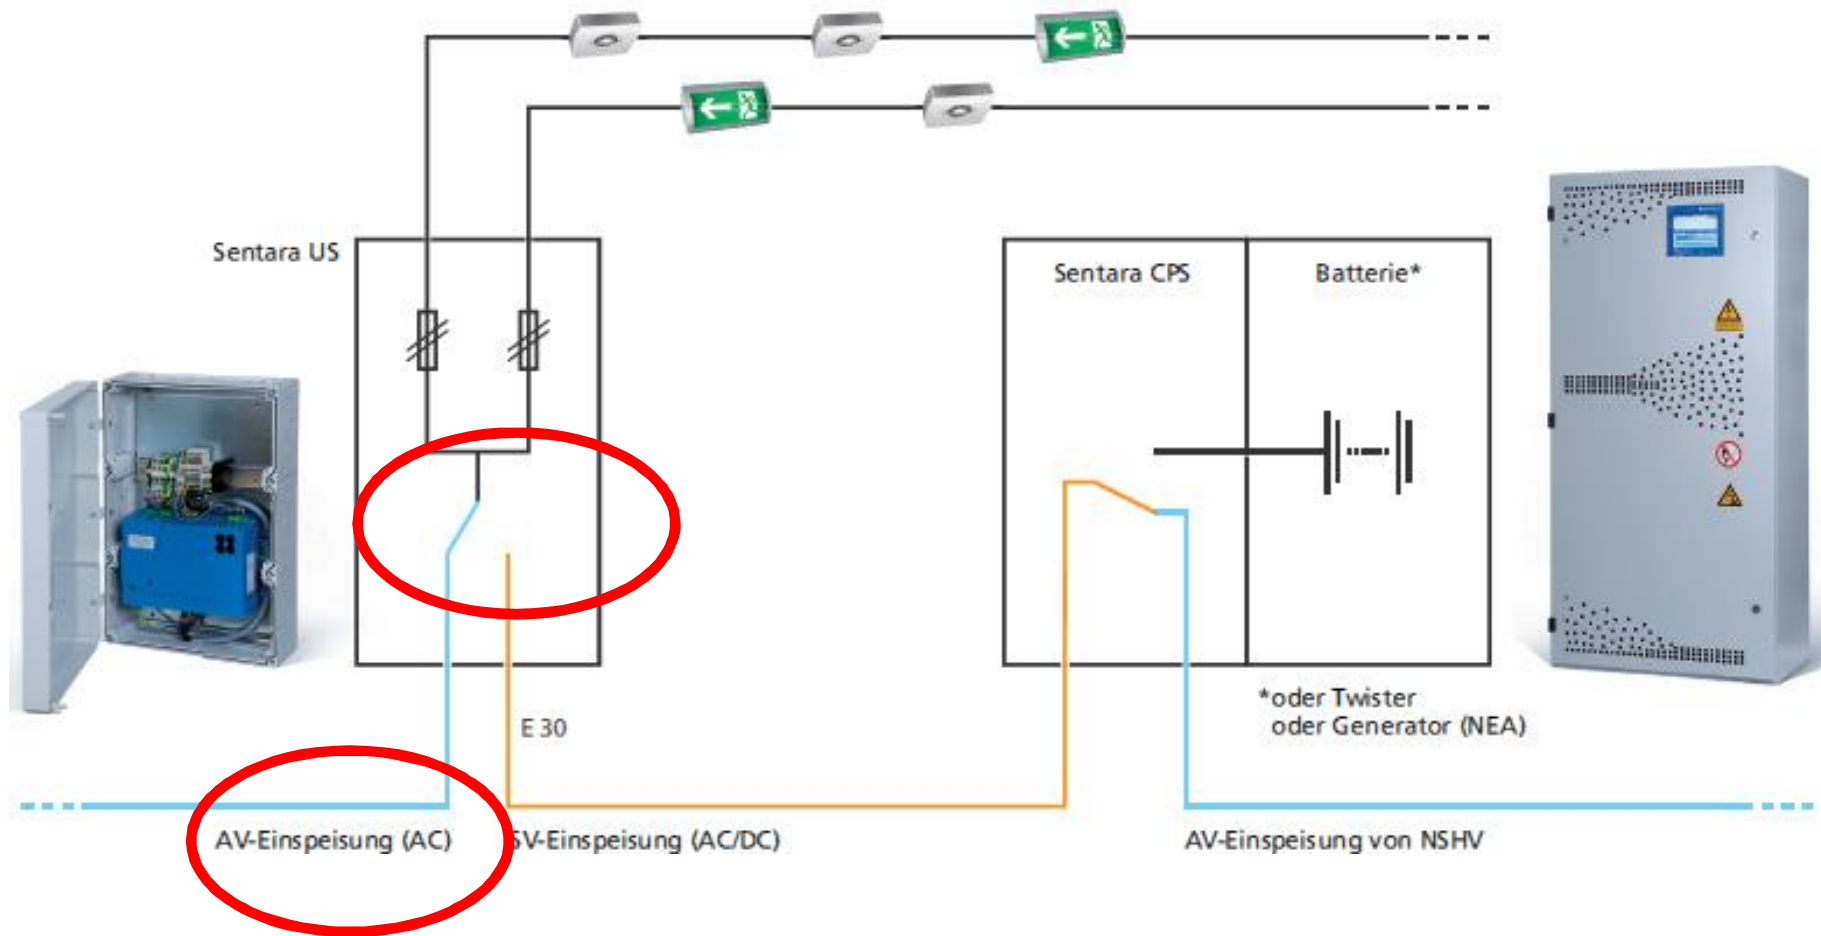 Sentara US
Sentara CPS
Batterie*
*oder Twister
oder Generator (NEA)
E 30
AV-Einspeisung (AC)
SV-Einspeisung (AC/DC)
AV-Einspeisung von NSHV